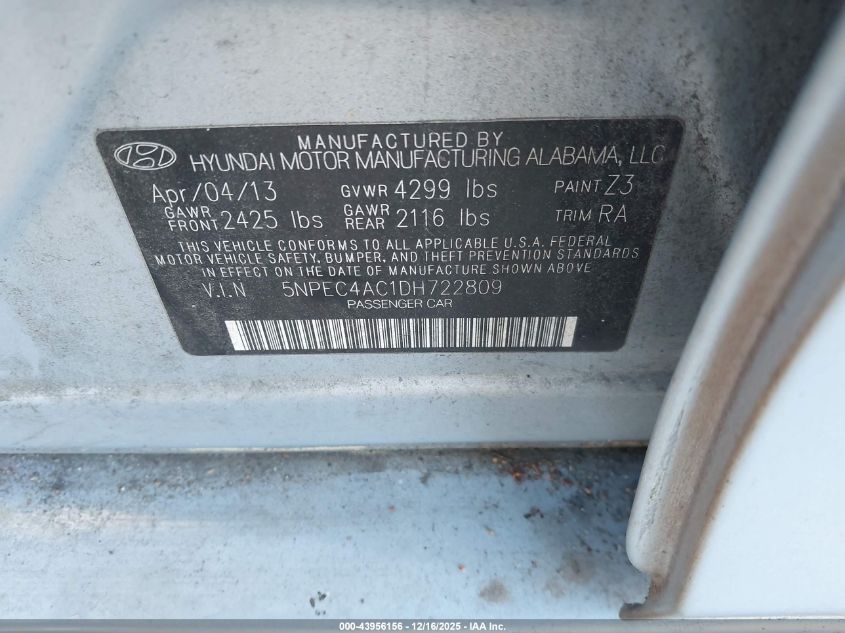 MANUFACTURED BY
HYUNDAI MOTOR MANUFACTURING ALABAMA, LLC
Apr/04/13 GVWR 4299 lbs PAINT Z3
GAWR FRONT 2425 lbs GAWR REAR 2116 lbs TRIM RA
THIS VEHICLE CONFORMS TO ALL APPLICABLE U.S.A. FEDERAL
MOTOR VEHICLE SAFETY, BUMPER, AND THEFT PREVENTION STANDARDS
IN EFFECT ON THE DATE OF MANUFACTURE SHOWN ABOVE
V.I.N 5NPEC4AC1DH722809
PASSENGER CAR
000-43956156 - 12/16/2025 - IAA Inc.